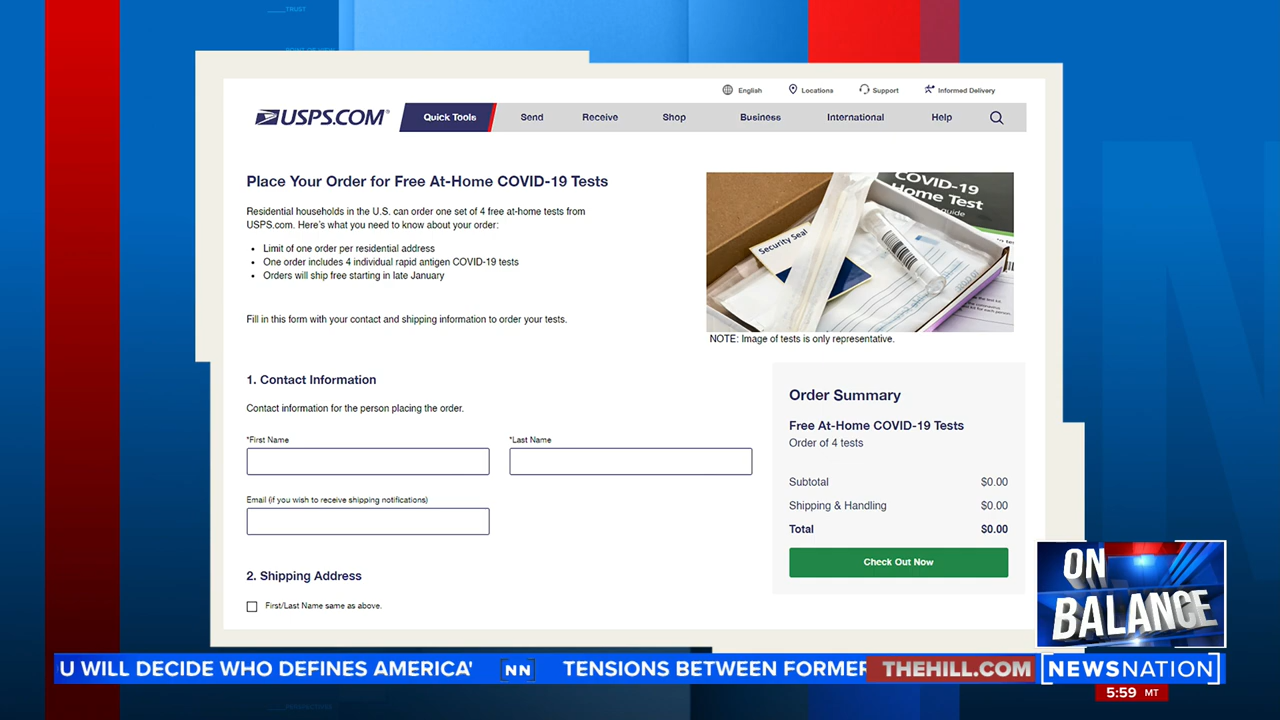 TRUST
POINT OF VIEW
English
Locations
Support
Informed Delivery
USPS.COM®
Quick Tools
Send
Receive
Shop
Business
International
Help
Place Your Order for Free At-Home COVID-19 Tests
Residential households in the U.S. can order one set of 4 free at-home tests from
USPS.com. Here's what you need to know about your order:
• Limit of one order per residential address
• One order includes 4 individual rapid antigen COVID-19 tests
• Orders will ship free starting in late January
Fill in this form with your contact and shipping information to order your tests.
COVID-19
Home Test
guide
Security Seal
NOTE: Image of tests is only representative.
1. Contact Information
Contact information for the person placing the order.
*First Name
*Last Name
Email (if you wish to receive shipping notifications)
2. Shipping Address
First/Last Name same as above.
Order Summary
Free At-Home COVID-19 Tests
Order of 4 tests
Subtotal $0.00
Shipping & Handling $0.00
Total $0.00
Check Out Now
ON
BALANCE
U WILL DECIDE WHO DEFINES AMERICA'
NN
TENSIONS BETWEEN FORMER
THEHILL.COM
NEWSNATION
5:59 MT